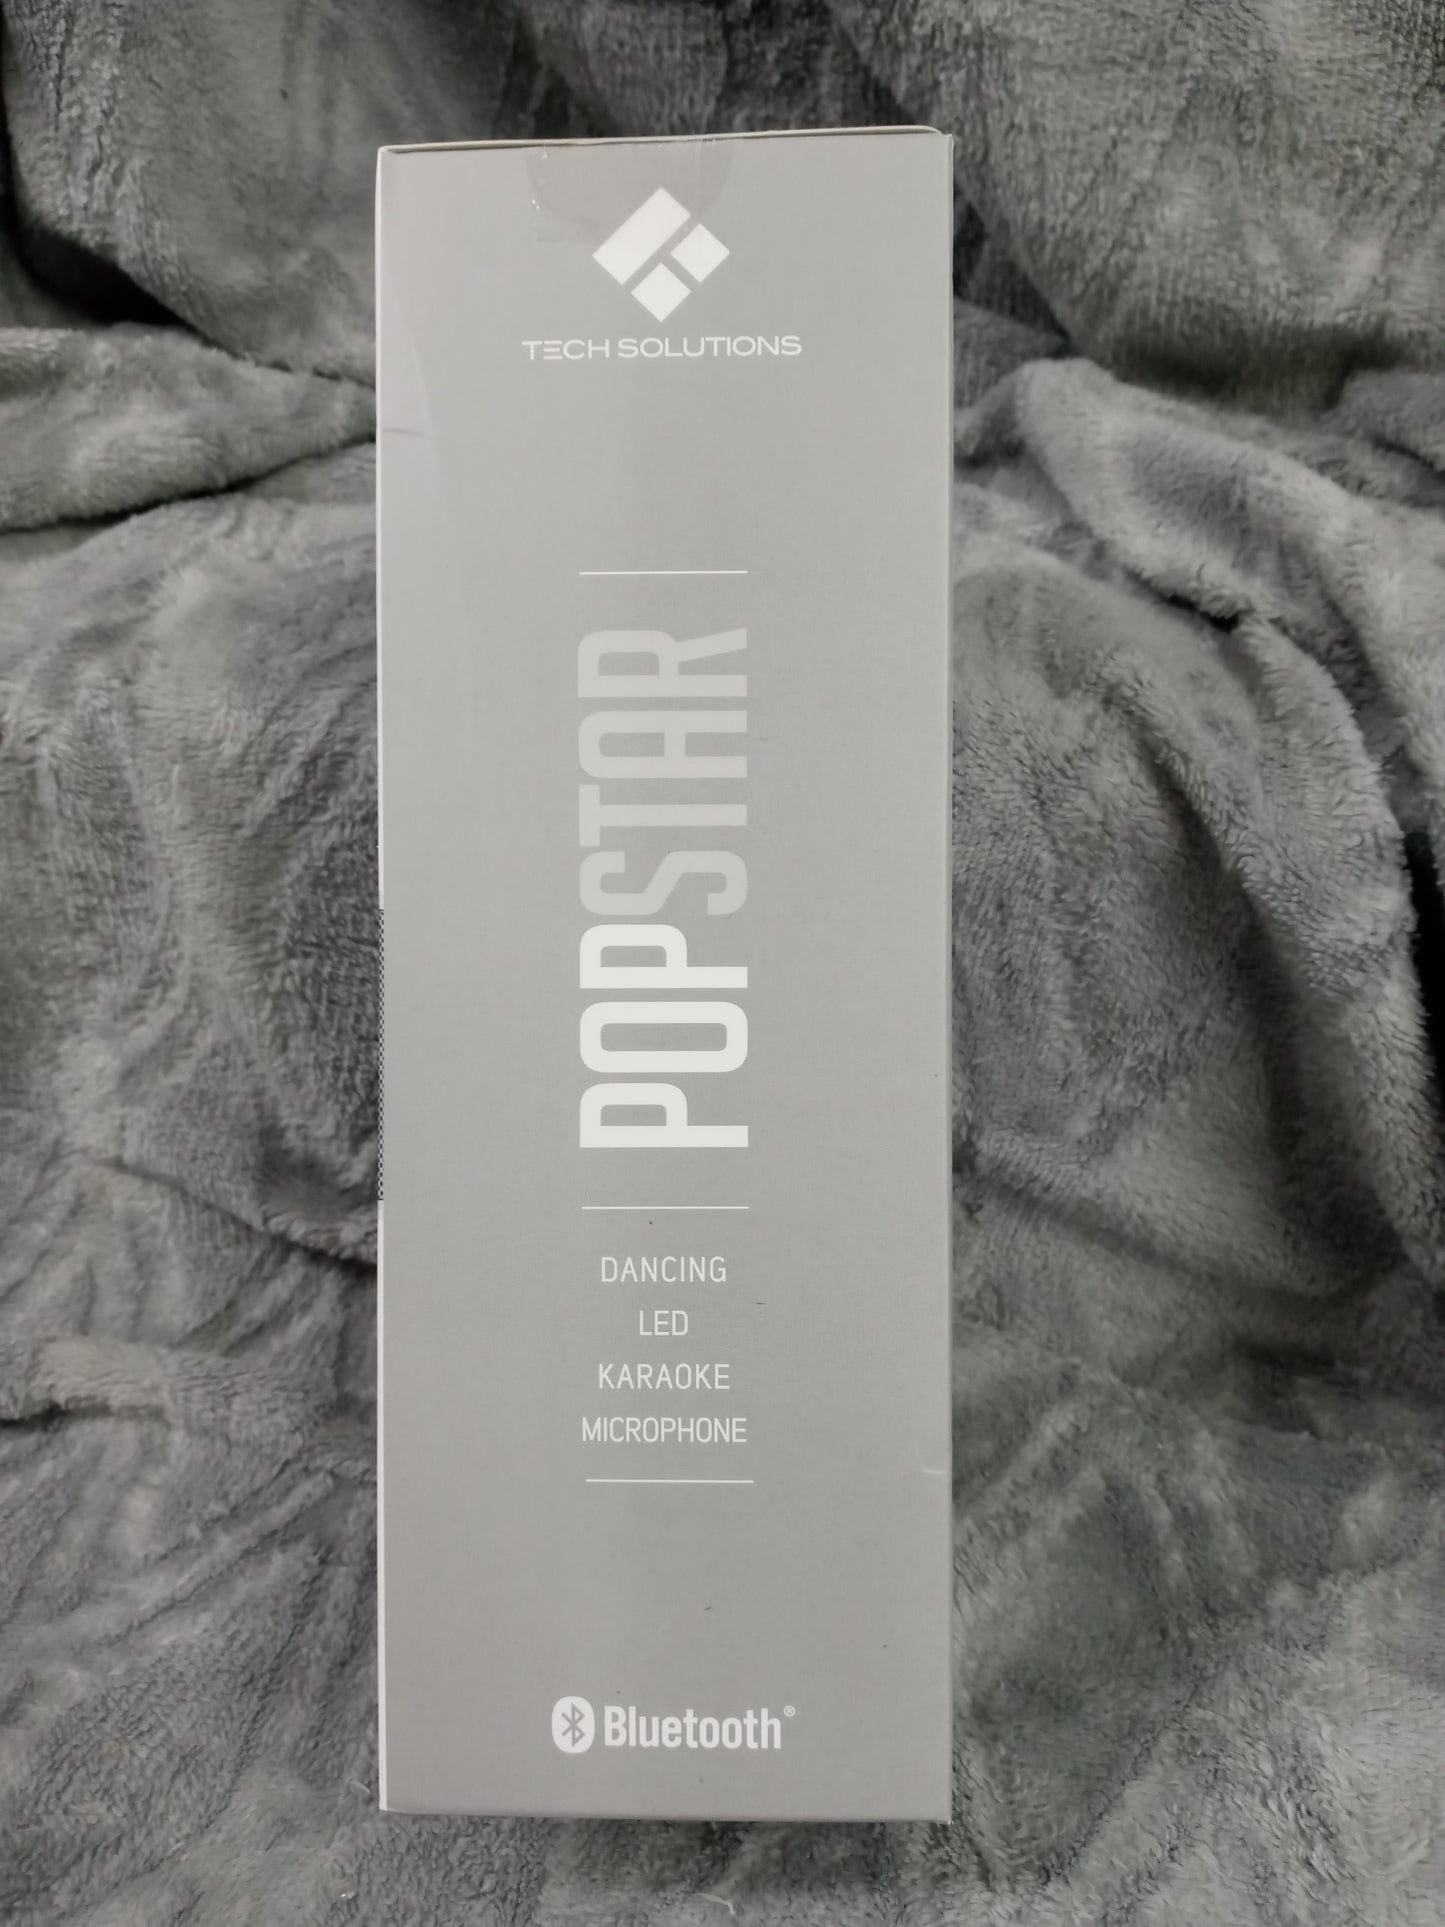 TECH SOLUTIONS
POPSTAR
DANCING
LED
KARAOKE
MICROPHONE
Bluetooth®